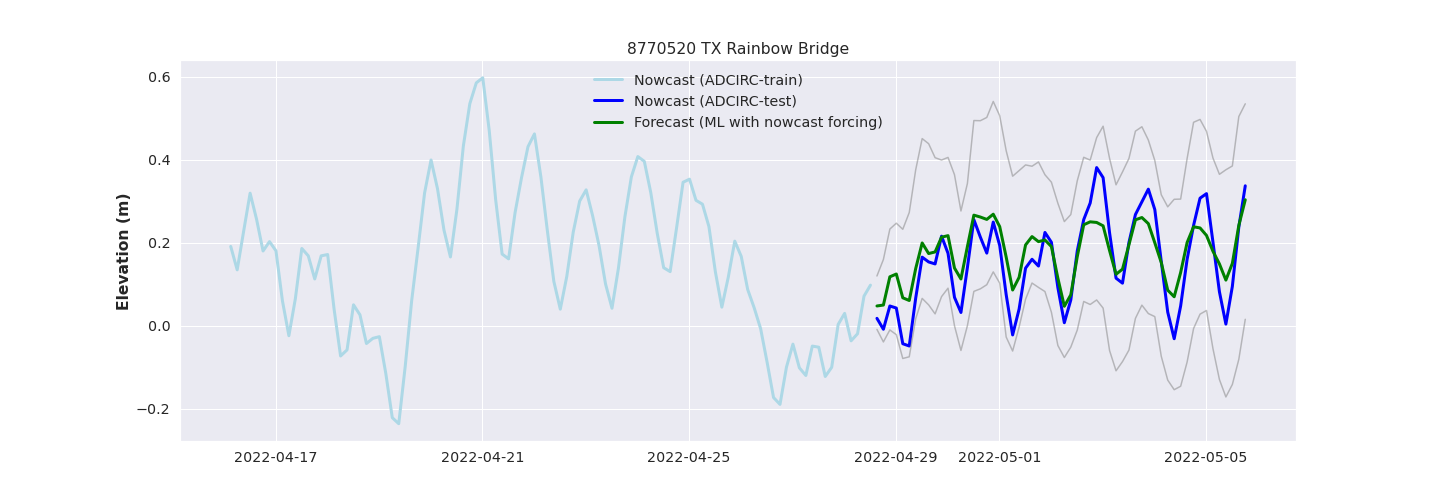 8770520 TX Rainbow Bridge
Nowcast (ADCIRC-train)
Nowcast (ADCIRC-test)
Forecast (ML with nowcast forcing)
Elevation (m)
0.6
0.4
0.2
0.0
−0.2
2022-04-17 2022-04-21 2022-04-25 2022-04-29 2022-05-01 2022-05-05